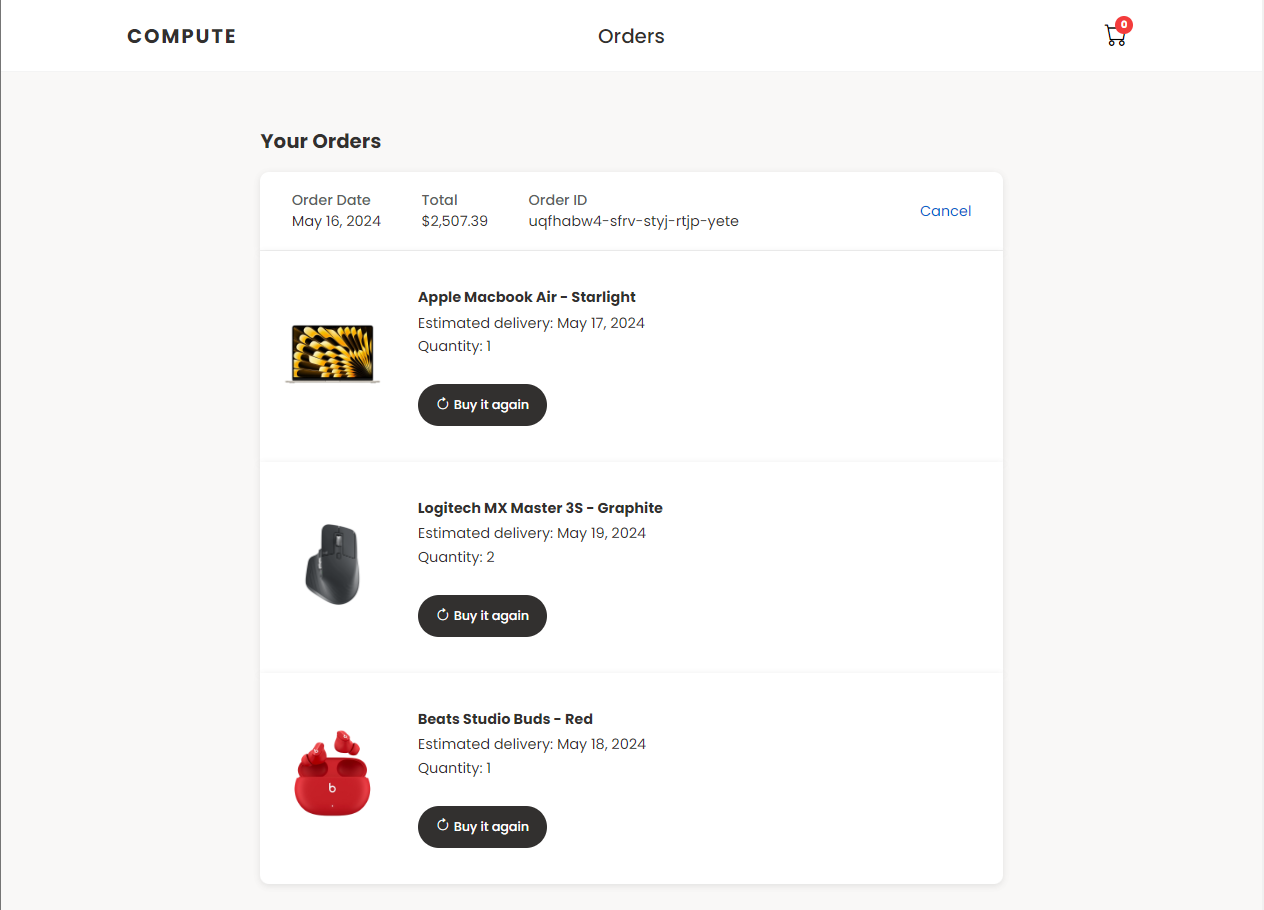 COMPUTE
Orders
0
Your Orders
Order Date
Total
Order ID
May 16, 2024
$2,507.39
uqfhabw4-sfrv-styj-rtjp-yete
Cancel
Apple Macbook Air - Starlight
Estimated delivery: May 17, 2024
Quantity: 1
Buy it again
Logitech MX Master 3S - Graphite
Estimated delivery: May 19, 2024
Quantity: 2
Buy it again
Beats Studio Buds - Red
Estimated delivery: May 18, 2024
Quantity: 1
b
Buy it again